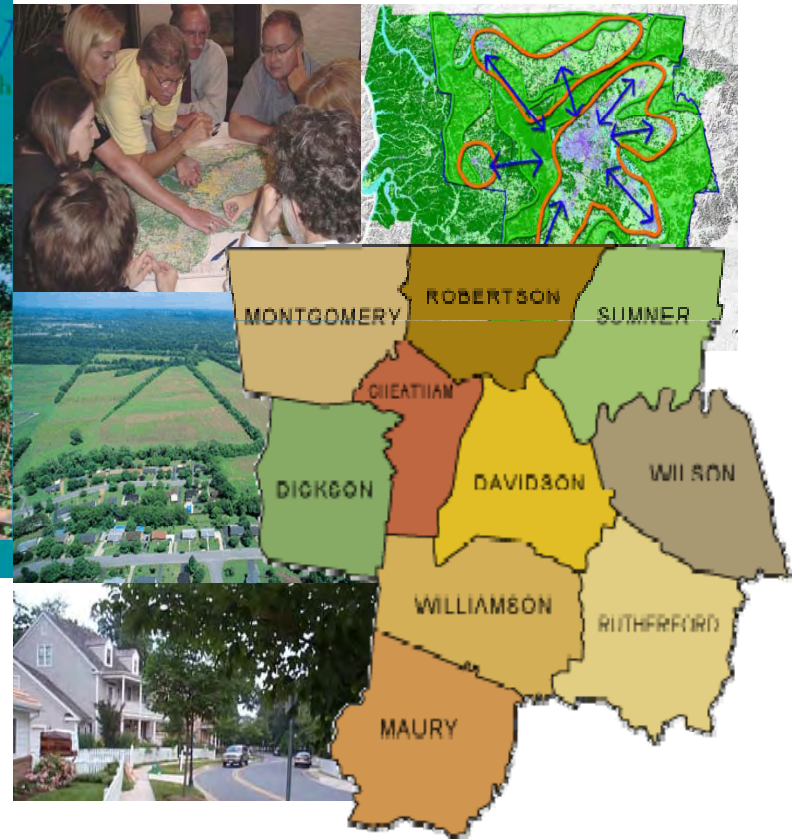 ROBERTSON
MONTGOMERY
SUMNER
CHEATHAM
WILSON
DAVIDSON
DICKSON
WILLIAMSON
RUTHERFORD
MAURY